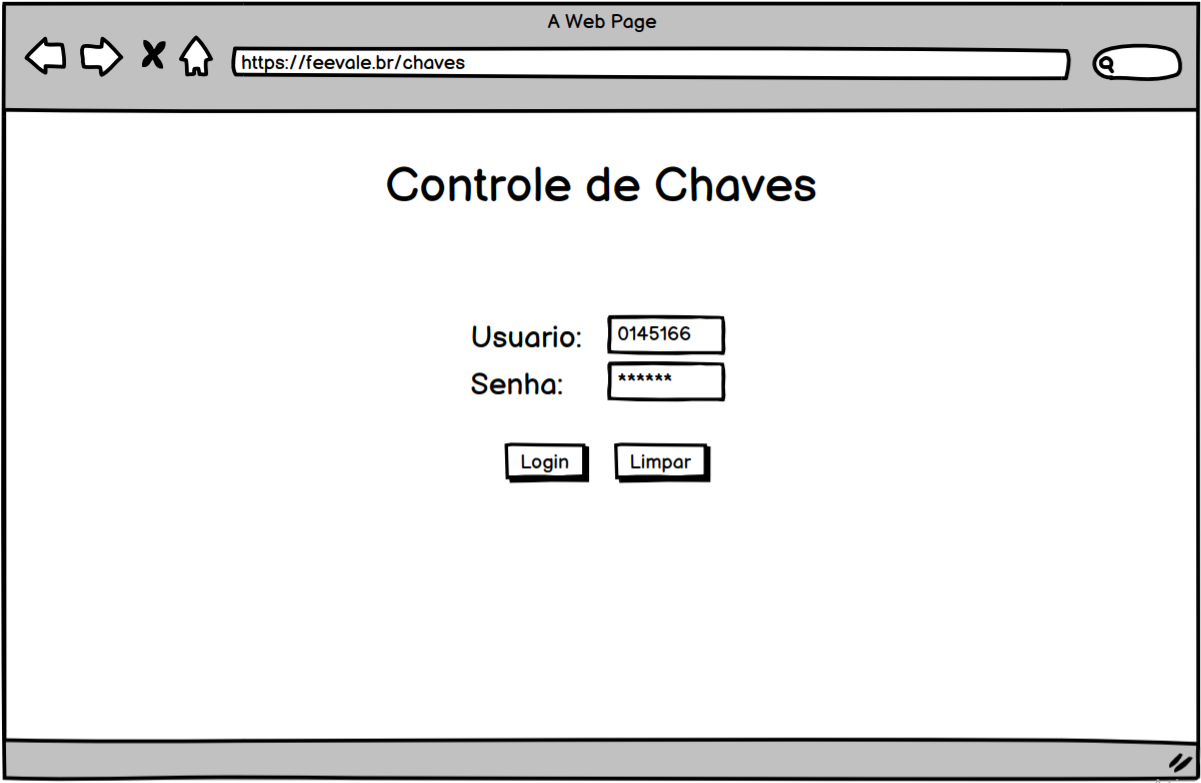 A Web Page
https://feevale.br/chaves
Controle de Chaves
Usuario: 0145166
Senha: ******
Login Limpar